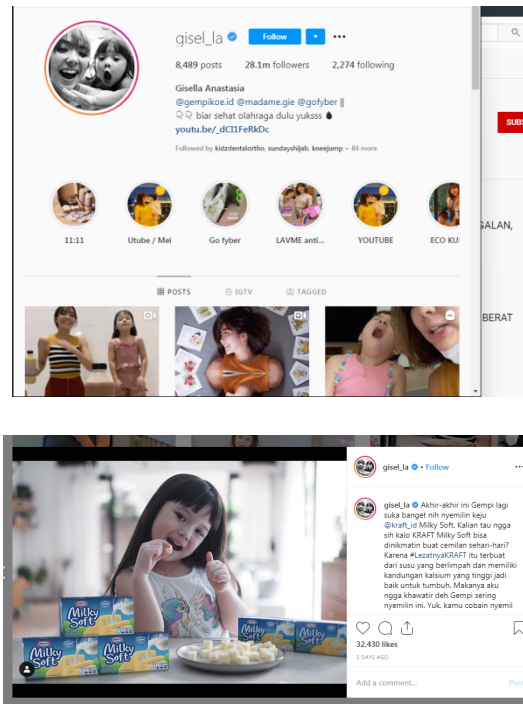 gisel_la
Follow
8,489 posts 28.1m followers 2,274 following
Gisella Anastasia
@gempikoe.id @madame.gie @gofyber ||
biar sehat olahraga dulu yuksss
youtu.be/_dCI1FeRkDc
Followed by kidzdentalortho, sundayshijab, kneejump + 84 more
SUBS
GALAN,
11:11 Utube / Mei Go fyber LAVME anti... YOUTUBE ECO KU
BERAT
POSTS IGTV TAGGED
gisel_la • Follow
gisel_la Akhir-akhir ini Gempi lagi
suka banget nih nyemilin keju
@kraft_id Milky Soft. Kalian tau ngga
sih kalo KRAFT Milky Soft bisa
dinikmatin buat cemilan sehari-hari?
Karena #LezatnyaKRAFT itu terbuat
dari susu yang berlimpah dan memiliki
kandungan kalsium yang tinggi jadi
baik untuk tumbuh. Makanya aku
ngga khawatir deh Gempi sering
nyemilin ini. Yuk, kamu cobain nyemil
32,430 likes
3 DAYS AGO
Add a comment...
Post
Milky
Soft
Milky
Soft
Milky
Soft
Milky
Soft